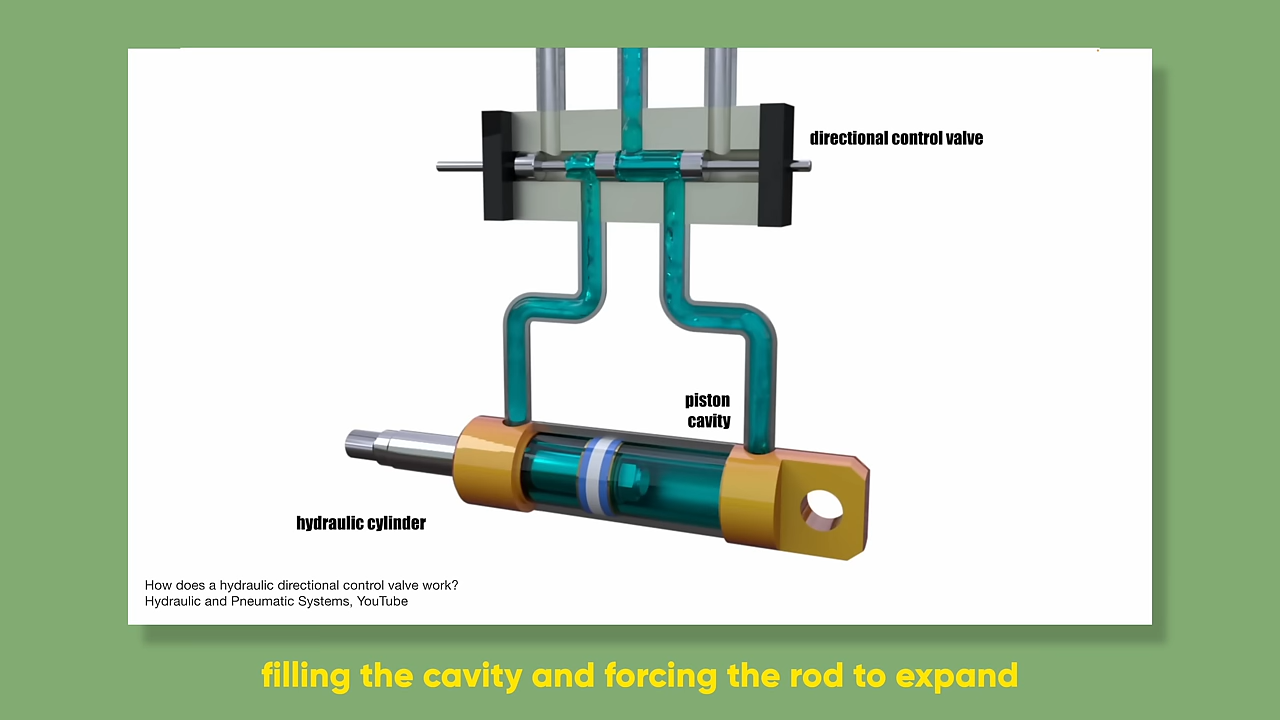 directional control valve
piston
cavity
hydraulic cylinder
How does a hydraulic directional control valve work?
Hydraulic and Pneumatic Systems, YouTube
filling the cavity and forcing the rod to expand